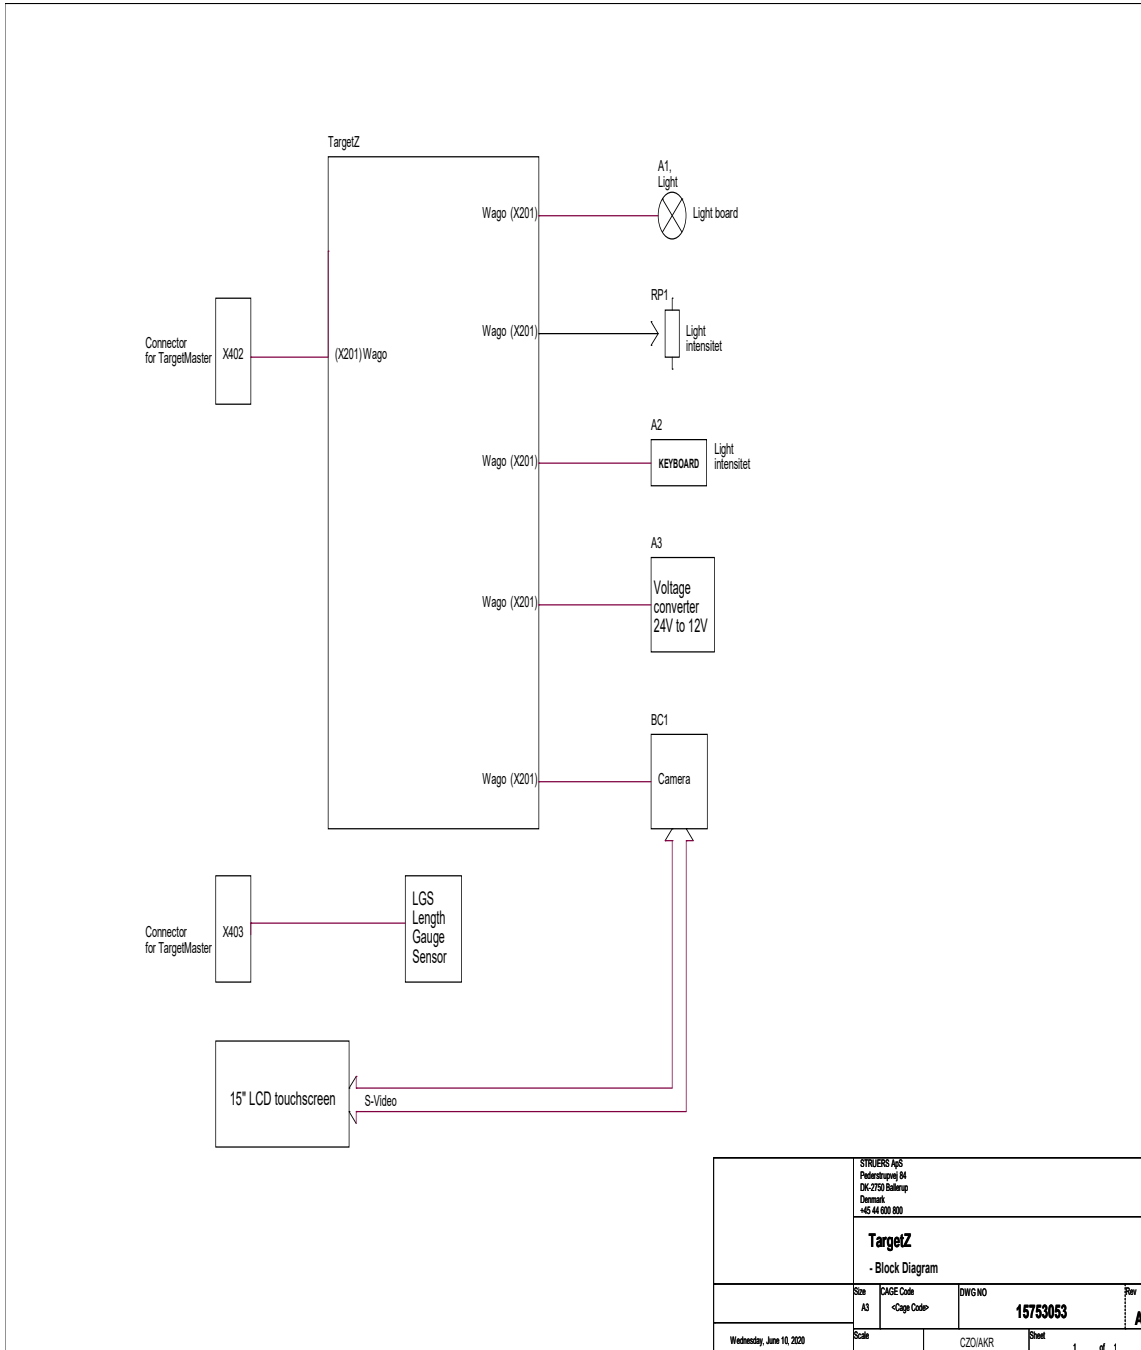 TargetZ
A1,
Light
Wago (X201)
Light board
RP1
Wago (X201)
Light
intensitet
Connector
for TargetMaster
X402
(X201) Wago
A2
Wago (X201)
KEYBOARD
Light
intensitet
A3
Wago (X201)
Voltage
converter
24V to 12V
BC1
Wago (X201)
Camera
Connector
for TargetMaster
X403
LGS
Length
Gauge
Sensor
15" LCD touchscreen
S-Video
STRUERS ApS
Pederstrupvej 84
DK-2750 Ballerup
Denmark
+45 44 600 800
TargetZ
- Block Diagram
Size
A3
CAGE Code
<Cage Code>
DWG NO
15753053
Rev
A
Wednesday, June 10, 2020
Scale
CZO/AKR
Sheet
1 of 1